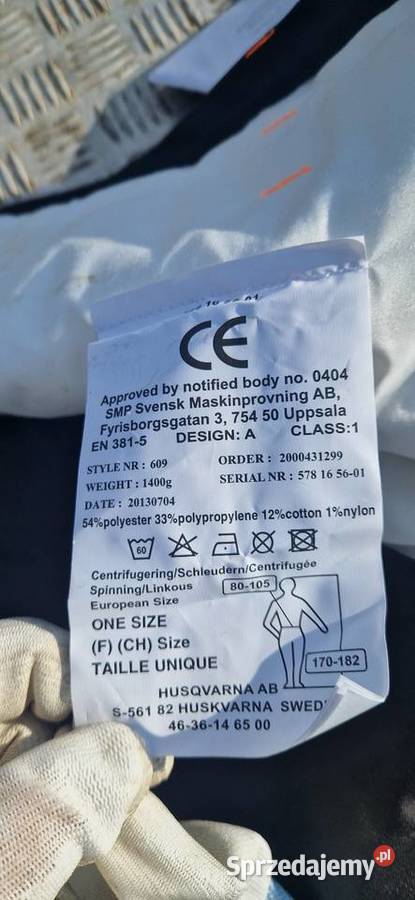 CE
Approved by notified body no. 0404
SMP Svensk Maskinprovning AB,
Fyrisborgsgatan 3, 754 50 Uppsala
EN 381-5 DESIGN: A CLASS:1
STYLE NR : 609 ORDER : 2000431299
WEIGHT : 1400g SERIAL NR : 578 16 56-01
DATE : 20130704
54%polyester 33%polypropylene 12%cotton 1%nylon
60
Centrifugering/Schleudern/Centrifugée
Spinning/Linkous 80-105
European Size
ONE SIZE
(F) (CH) Size
TAILLE UNIQUE 170-182
HUSQVARNA AB
S-561 82 HUSKVARNA
46-36-14 65 00
Sprzedajemy.pl